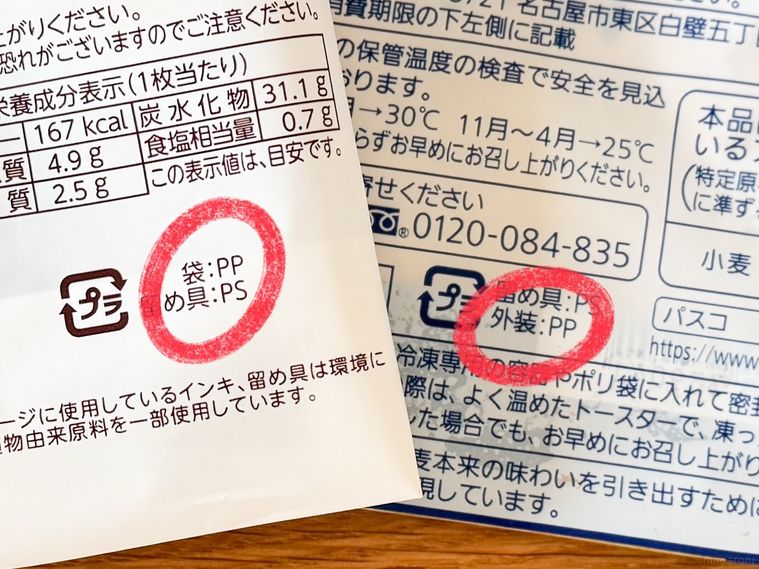 上がりください。
恐れがございますのでご注意ください。
栄養成分表示(1枚当たり)
167 kcal 炭水化物 31.1 g
質 4.9 g 食塩相当量 0.7 g
質 2.5 g この表示値は、目安です。
プラ
袋:PP
留め具:PS
ージに使用しているインキ、留め具は環境に
物由来原料を一部使用しています。
名古屋市東区白壁五丁
消費期限の下左側に記載
の保管温度の検査で安全を見込
おります。
月→30℃ 11月~4月→25℃
らずお早めにお召し上がりください。
寄せください
0120-084-835
プラ
留め具:PS
外装:PP
本品に
いるア
(特定原
に準ず
小麦
パスコ
https://www
冷凍専用の容器やポリ袋に入れて密封
際は、よく温めたトースターで、凍っ
した場合でも、お早めにお召し上がり
麦本来の味わいを引き出すために
現しています。